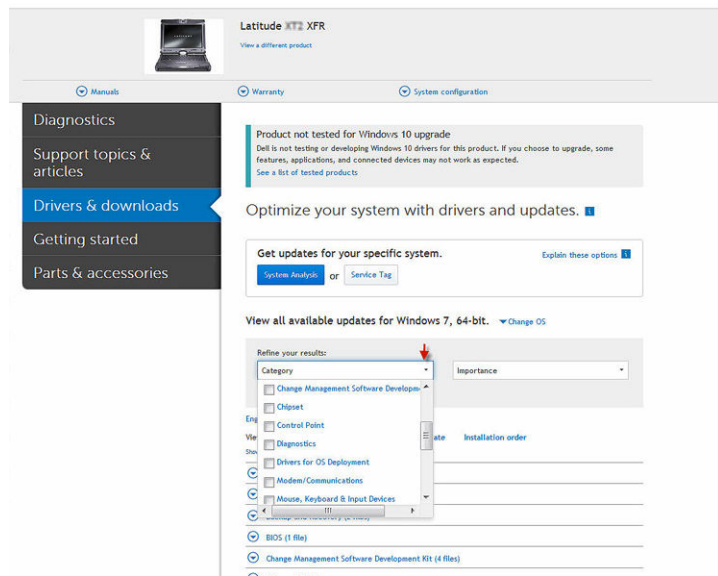 Latitude XT2 XFR
View a different product
Manuals
Warranty
System configuration
Diagnostics
Support topics &
articles
Drivers & downloads
Getting started
Parts & accessories
Product not tested for Windows 10 upgrade
Dell is not testing or developing Windows 10 drivers for this product. If you choose to upgrade, some
features, applications, and connected devices may not work as expected.
See a list of tested products
Optimize your system with drivers and updates.
Get updates for your specific system.
Explain these options
System Analysis or Service Tag
View all available updates for Windows 7, 64-bit. Change OS
Refine your results:
Category
Importance
Change Management Software Developm
Chipset
Control Point
Diagnostics
Drivers for OS Deployment
Modem/Communications
Mouse, Keyboard & Input Devices
Installation order
BIOS (1 file)
Change Management Software Development Kit (4 files)